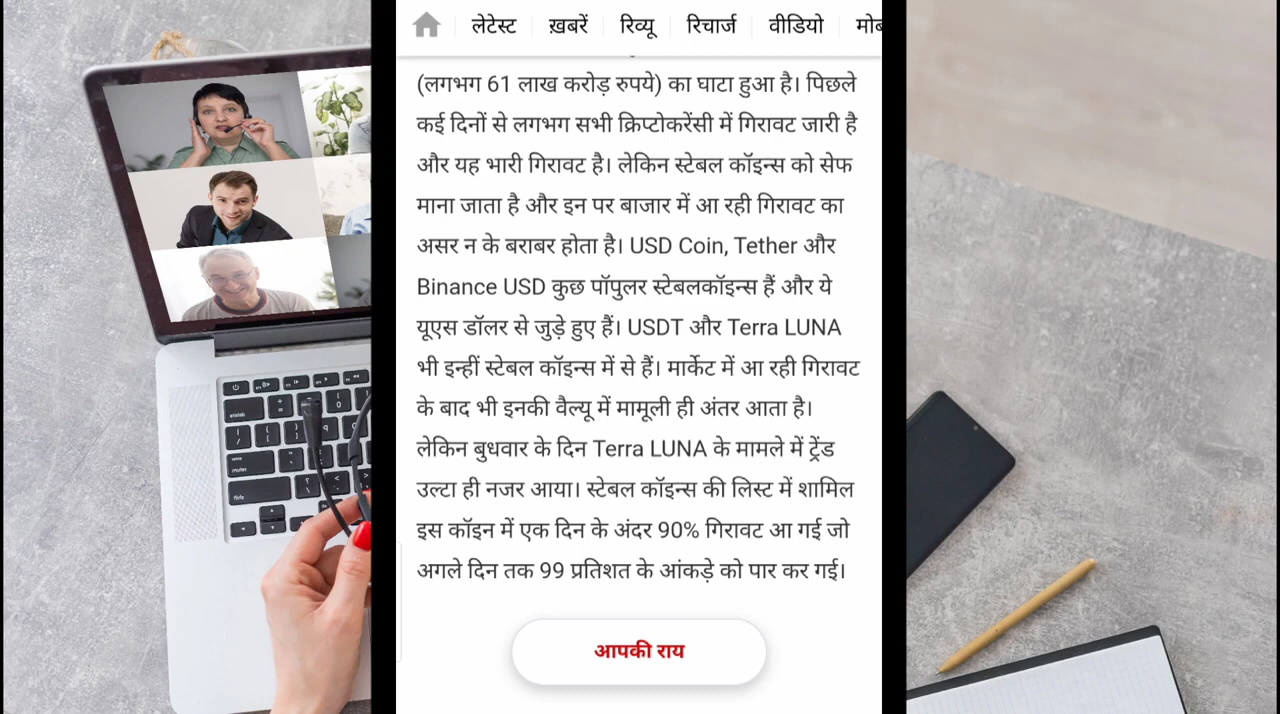 लेटेस्ट ख़बरें रिव्यू रिचार्ज वीडियो
(लगभग 61 लाख करोड़ रुपये) का घाटा हुआ है। पिछले
कई दिनों से लगभग सभी क्रिप्टोकरेंसी में गिरावट जारी है
और यह भारी गिरावट है। लेकिन स्टेबल कॉइन्स को सेफ
माना जाता है और इन पर बाजार में आ रही गिरावट का
असर न के बराबर होता है। USD Coin, Tether और
Binance USD कुछ पॉपुलर स्टेबलकॉइन्स हैं और ये
यूएस डॉलर से जुड़े हुए हैं। USDT और Terra LUNA
भी इन्हीं स्टेबल कॉइन्स में से हैं। मार्केट में आ रही गिरावट
के बाद भी इनकी वैल्यू में मामूली ही अंतर आता है।
लेकिन बुधवार के दिन Terra LUNA के मामले में ट्रेंड
उल्टा ही नजर आया। स्टेबल कॉइन्स की लिस्ट में शामिल
इस कॉइन में एक दिन के अंदर 90% गिरावट आ गई जो
अगले दिन तक 99 प्रतिशत के आंकड़े को पार कर गई।
आपकी राय